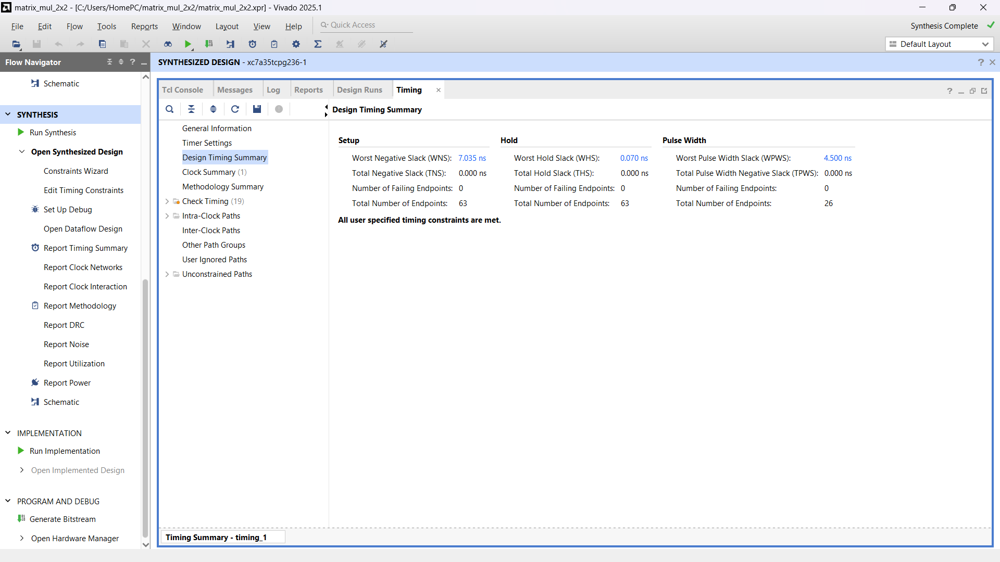 matrix_mul_2x2 - [C:/Users/HomePC/matrix_mul_2x2/matrix_mul_2x2.xpr] - Vivado 2025.1
File Edit Flow Tools Reports Window Layout View Help Quick Access
Synthesis Complete
Default Layout
Flow Navigator
SYNTHESIZED DESIGN - xc7a35tcpg236-1
Schematic
SYNTHESIS
Run Synthesis
Open Synthesized Design
Constraints Wizard
Edit Timing Constraints
Set Up Debug
Open Dataflow Design
Report Timing Summary
Report Clock Networks
Report Clock Interaction
Report Methodology
Report DRC
Report Noise
Report Utilization
Report Power
Schematic
IMPLEMENTATION
Run Implementation
Open Implemented Design
PROGRAM AND DEBUG
Generate Bitstream
Open Hardware Manager
Tcl Console Messages Log Reports Design Runs Timing
Design Timing Summary
General Information
Timer Settings
Design Timing Summary
Clock Summary (1)
Methodology Summary
Check Timing (19)
Intra-Clock Paths
Inter-Clock Paths
Other Path Groups
User Ignored Paths
Unconstrained Paths
Setup Hold Pulse Width
Worst Negative Slack (WNS): 7.035 ns Worst Hold Slack (WHS): 0.070 ns Worst Pulse Width Slack (WPWS): 4.500 ns
Total Negative Slack (TNS): 0.000 ns Total Hold Slack (THS): 0.000 ns Total Pulse Width Negative Slack (TPWS): 0.000 ns
Number of Failing Endpoints: 0 Number of Failing Endpoints: 0 Number of Failing Endpoints: 0
Total Number of Endpoints: 63 Total Number of Endpoints: 63 Total Number of Endpoints: 26
All user specified timing constraints are met.
Timing Summary - timing_1